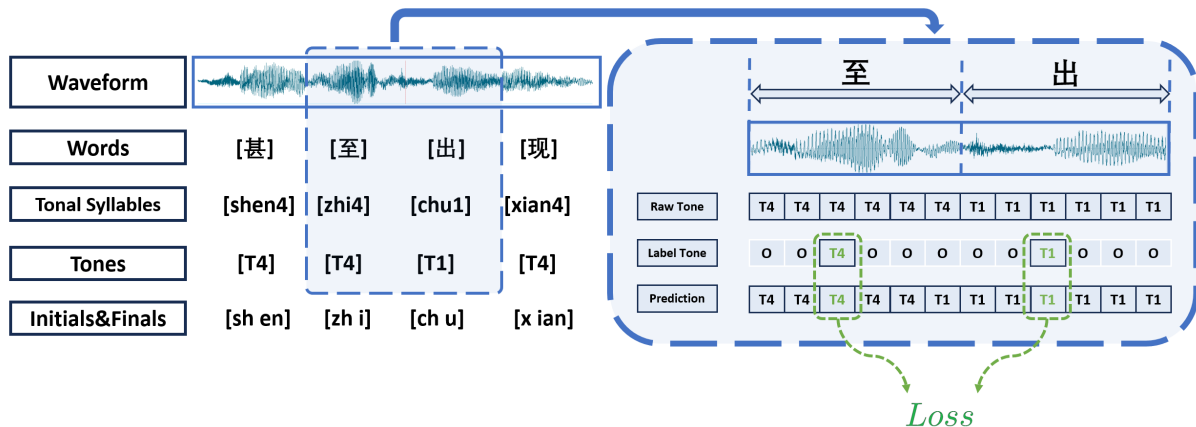 Waveform
Words [甚] [至] [出] [现]
Tonal Syllables [shen4] [zhi4] [chu1] [xian4]
Tones [T4] [T4] [T1] [T4]
Initials&Finals [sh en] [zh i] [ch u] [x ian]
至 出
Raw Tone T4 T4 T4 T4 T4 T4 T1 T1 T1 T1 T1 T1
Label Tone O O T4 O O O O O T1 O O O
Prediction T4 T4 T4 T4 T4 T1 T1 T1 T1 T1 T1 T1
Loss